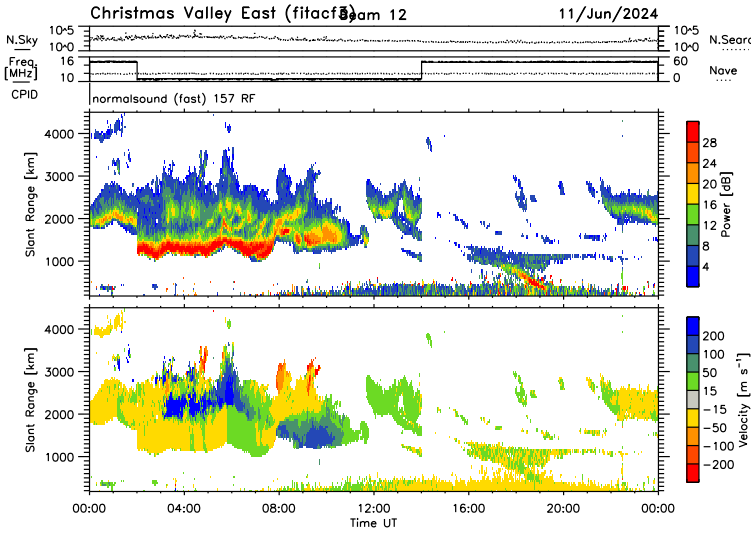 Christmas Valley East (fitacf3) Beam 12 11/Jun/2024
N.Sky 10^5 10^0 10^5 10^0 N.Search
Freq. [MHz] 16 10 60 0 Nave
CPID normalsound (fast) 157 RF
Slant Range [km] 4000 3000 2000 1000
Power [dB] 28 24 20 16 12 8 4
Slant Range [km] 4000 3000 2000 1000
Velocity [m s⁻¹] 200 100 50 15 −15 −50 −100 −200
00:00 04:00 08:00 12:00 16:00 20:00 00:00
Time UT